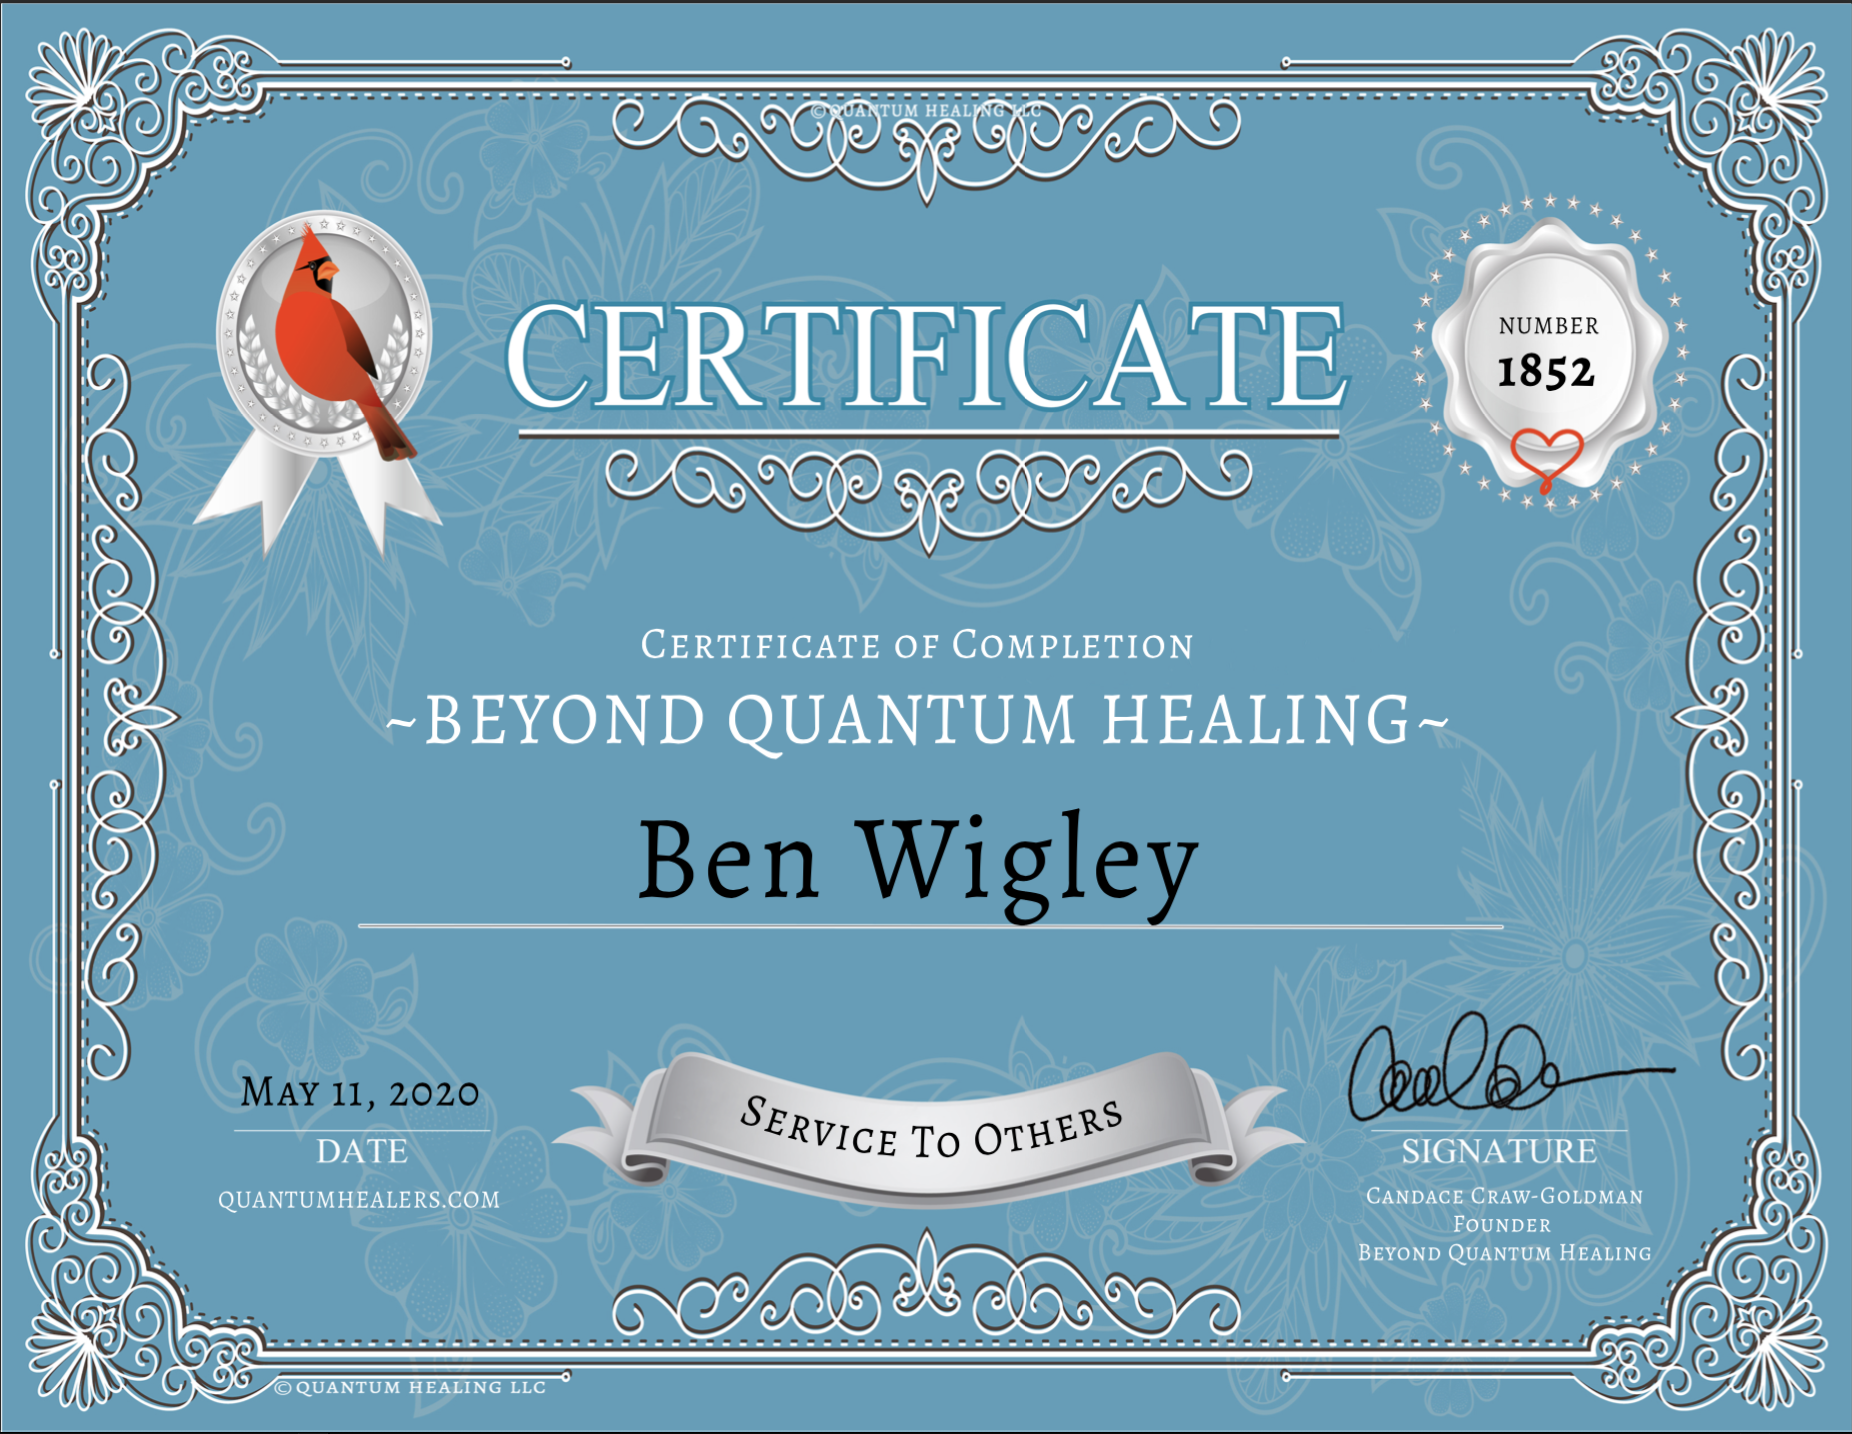 ©QUANTUM HEALING LLC
CERTIFICATE
NUMBER
1852
CERTIFICATE OF COMPLETION
~BEYOND QUANTUM HEALING~
Ben Wigley
MAY 11, 2020
DATE
QUANTUMHEALERS.COM
SERVICE TO OTHERS
SIGNATURE
CANDACE CRAW-GOLDMAN
FOUNDER
BEYOND QUANTUM HEALING
©QUANTUM HEALING LLC